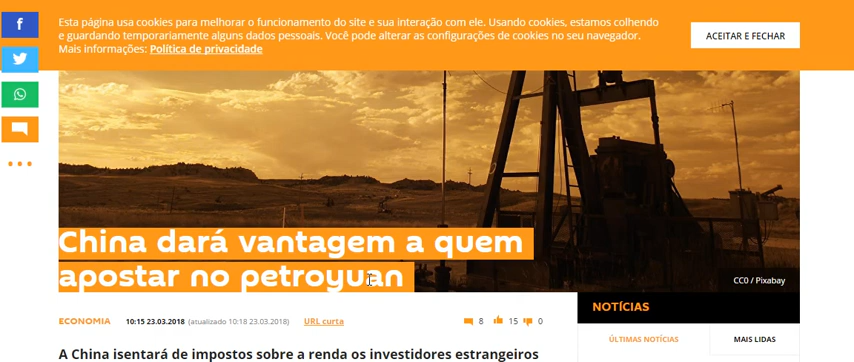 Esta página usa cookies para melhorar o funcionamento do site e sua interação com ele. Usando cookies, estamos colhendo
e guardando temporariamente alguns dados pessoais. Você pode alterar as configurações de cookies no seu navegador.
Mais informações: Política de privacidade
ACEITAR E FECHAR
China dará vantagem a quem
apostar no petroyuan
CC0 / Pixabay
ECONOMIA 10:15 23.03.2018 (atualizado 10:18 23.03.2018) URL curta 8 15 0
A China isentará de impostos sobre a renda os investidores estrangeiros
NOTÍCIAS
ÚLTIMAS NOTÍCIAS MAIS LIDAS